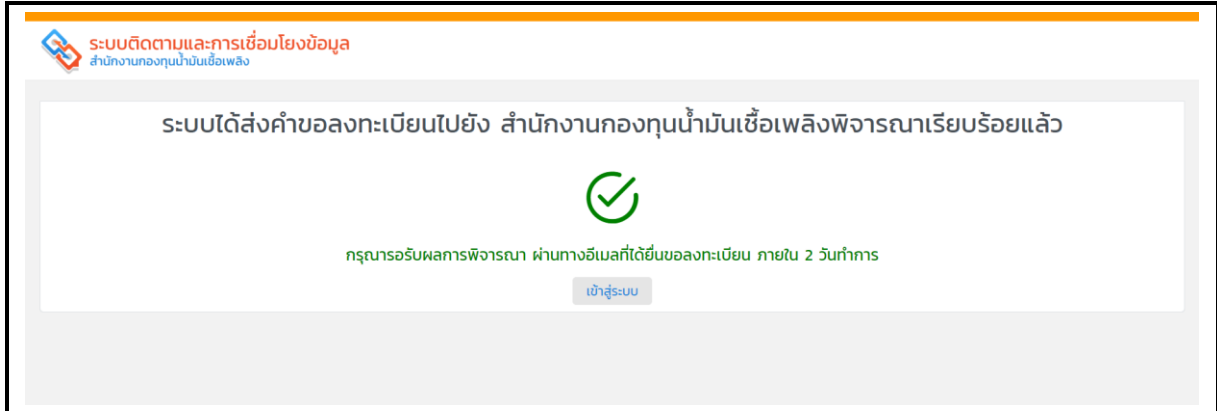 ระบบติดตามและการเชื่อมโยงข้อมูล
สำนักงานกองทุนน้ำมันเชื้อเพลิง
ระบบได้ส่งคำขอลงทะเบียนไปยัง สำนักงานกองทุนน้ำมันเชื้อเพลิงพิจารณาเรียบร้อยแล้ว
กรุณารอรับผลการพิจารณา ผ่านทางอีเมลที่ได้ยื่นขอลงทะเบียน ภายใน 2 วันทำการ
เข้าสู่ระบบ